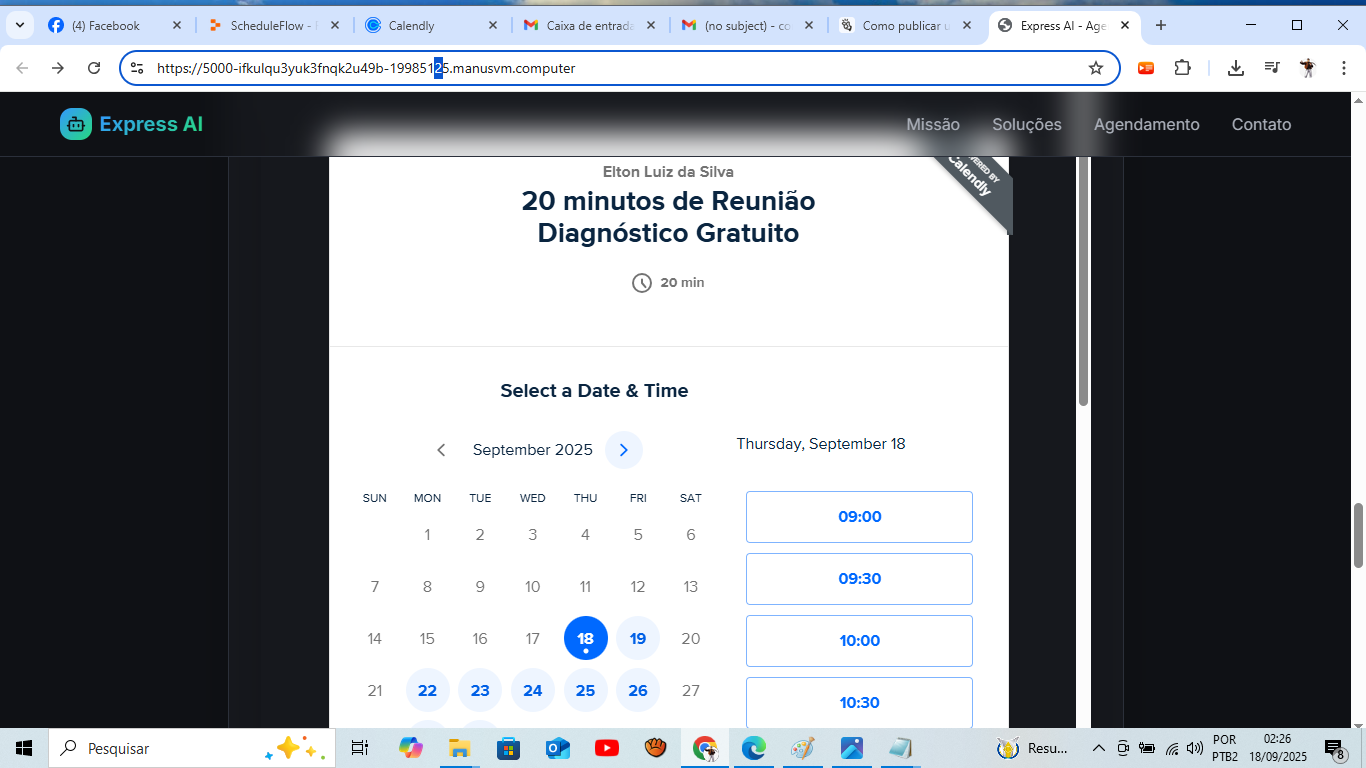 (4) Facebook
ScheduleFlow -
Calendly
Caixa de entrada
(no subject) - co
Como publicar u
Express AI - Age
https://5000-ifkulqu3yuk3fnqk2u49b-19985125.manusvm.computer
Express AI
Missão
Soluções
Agendamento
Contato
POWERED BY
Calendly
Elton Luiz da Silva
20 minutos de Reunião
Diagnóstico Gratuito
20 min
Select a Date & Time
September 2025
Thursday, September 18
SUN MON TUE WED THU FRI SAT
1 2 3 4 5 6
7 8 9 10 11 12 13
14 15 16 17 18 19 20
21 22 23 24 25 26 27
09:00
09:30
10:00
10:30
Pesquisar
Resu...
POR
PTB2
02:26
18/09/2025
8